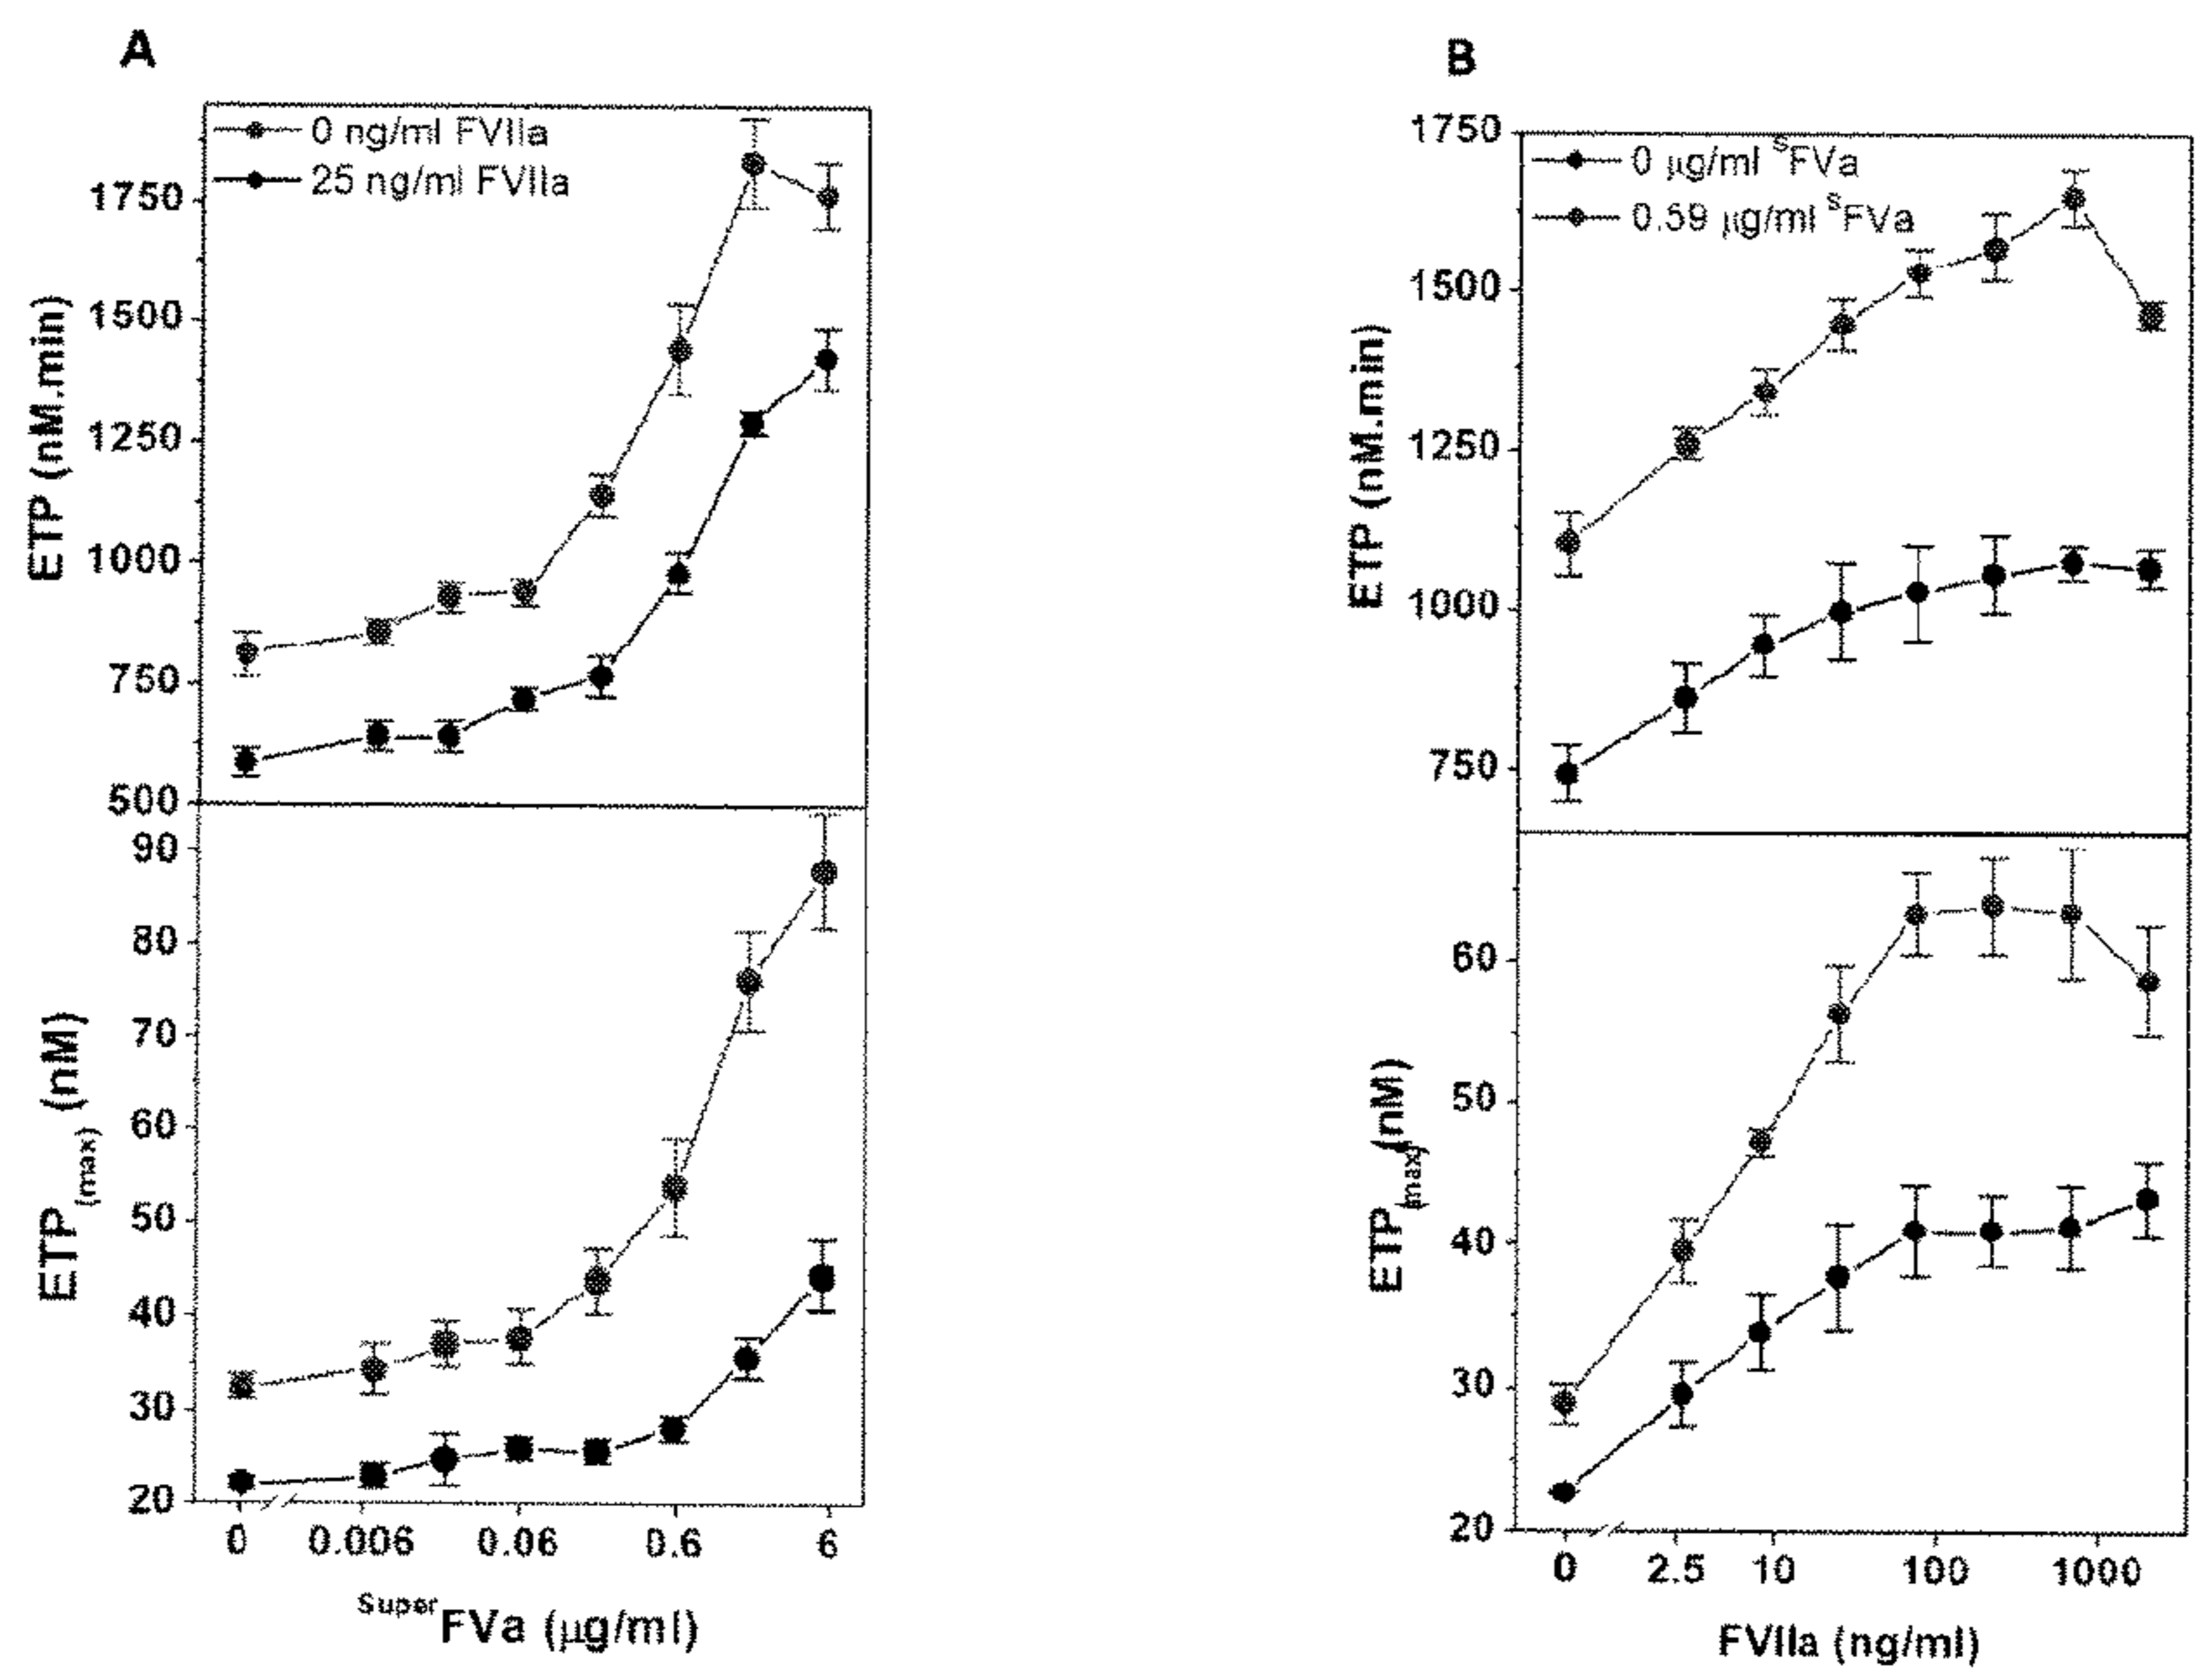 A
0 ng/ml FVIIa
25 ng/ml FVIIa
1750
1500
1250
1000
750
500
ETP (nM.min)
90
80
70
60
50
40
30
20
ETP(max) (nM)
0 0.006 0.06 0.6 6
SuperFVa (μg/ml)
B
0 μg/ml SFVa
0.59 μg/ml SFVa
1750
1500
1250
1000
750
ETP (nM.min)
60
50
40
30
20
ETP(max)(nM)
0 2.5 10 100 1000
FVIIa (ng/ml)